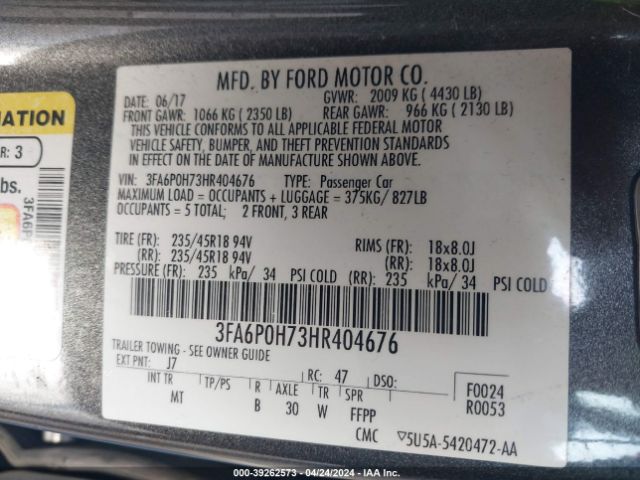 MFD. BY FORD MOTOR CO.
DATE: 06/17 GVWR: 2009 KG ( 4430 LB)
FRONT GAWR: 1066 KG ( 2350 LB) REAR GAWR: 966 KG ( 2130 LB)
THIS VEHICLE CONFORMS TO ALL APPLICABLE FEDERAL MOTOR
VEHICLE SAFETY, BUMPER, AND THEFT PREVENTION STANDARDS
IN EFFECT ON THE DATE OF MANUFACTURE SHOWN ABOVE.
VIN: 3FA6P0H73HR404676 TYPE: Passenger Car
MAXIMUM LOAD = OCCUPANTS + LUGGAGE = 375KG/ 827LB
OCCUPANTS = 5 TOTAL; 2 FRONT, 3 REAR
TIRE (FR): 235/45R18 94V RIMS (FR): 18x8.0J
(RR): 235/45R18 94V (RR): 18x8.0J
PRESSURE (FR): 235 kPa/ 34 PSI COLD (RR): 235 kPa/ 34 PSI COLD
3FA6P0H73HR404676
TRAILER TOWING - SEE OWNER GUIDE
EXT PNT: J7 RC: 47 DSO:
INT TR TP/PS R AXLE TR SPR F0024
MT B 30 W FFPP R0053
CMC 5U5A-5420472-AA
MATION
R: 3
lbs.
3FA6P
000-39262573 - 04/24/2024 - IAA Inc.